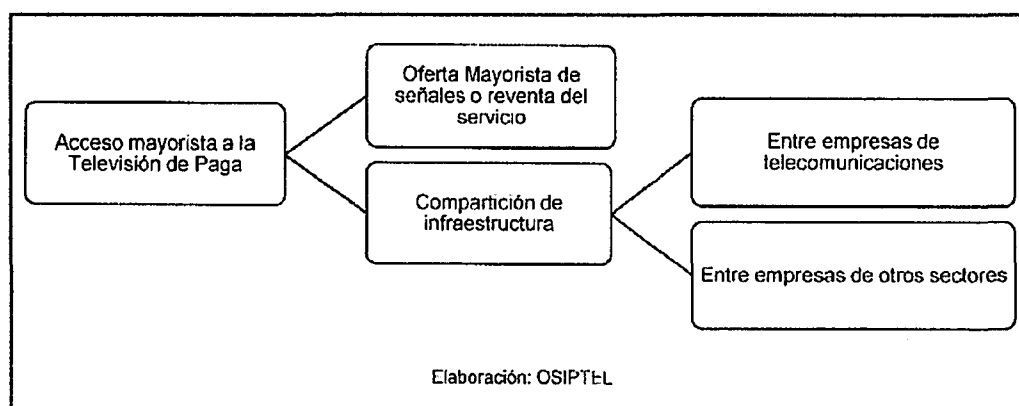 Acceso mayorista a la
Televisión de Paga
Oferta Mayorista de
señales o reventa del
servicio
Compartición de
infraestructura
Entre empresas de
telecomunicaciones
Entre empresas de otros sectores
Elaboración: OSIPTEL